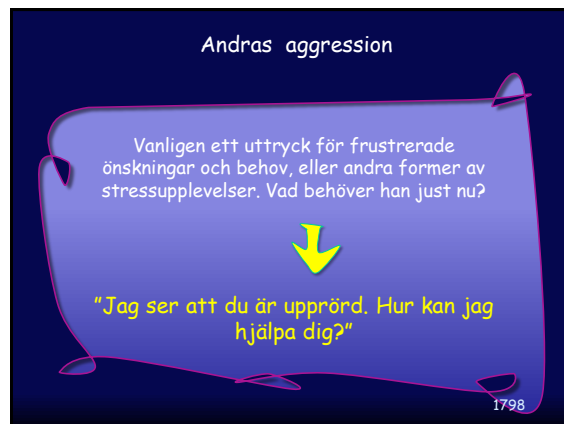 Andras aggression
Vanligen ett uttryck för frustrerade
önskningar och behov, eller andra former av
stressupplevelser. Vad behöver han just nu?
”Jag ser att du är upprörd. Hur kan jag
hjälpa dig?”
1798